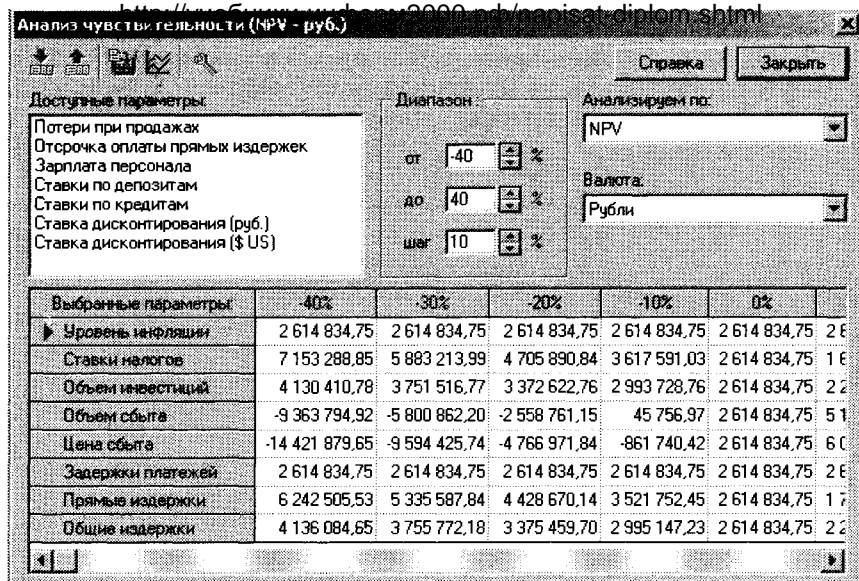 http://учебники.информ2000.рф/napisat-diplom.shtml
Анализ чувствительности (NPV - руб.)
Справка
Закрыть
Доступные параметры:
Потери при продажах
Отсрочка оплаты прямых издержек
Зарплата персонала
Ставки по депозитам
Ставки по кредитам
Ставка дисконтирования (руб.)
Ставка дисконтирования ($ US)
Диапазон:
от -40 %
до 40 %
шаг 10 %
Анализируем по:
NPV
Валюта:
Рубли
Выбранные параметры: -40% -30% -20% -10% 0%
Уровень инфляции 2 614 834,75 2 614 834,75 2 614 834,75 2 614 834,75 2 614 834,75
Ставки налогов 7 153 288,85 5 883 213,99 4 705 890,84 3 617 591,03 2 614 834,75
Объем инвестиций 4 130 410,78 3 751 516,77 3 372 622,76 2 993 728,76 2 614 834,75
Объем сбыта -9 363 794,92 -5 800 862,20 -2 558 761,15 45 756,97 2 614 834,75
Цена сбыта -14 421 879,65 -9 594 425,74 -4 766 971,84 -861 740,42 2 614 834,75
Задержки платежей 2 614 834,75 2 614 834,75 2 614 834,75 2 614 834,75 2 614 834,75
Прямые издержки 6 242 505,53 5 335 587,84 4 428 670,14 3 521 752,45 2 614 834,75
Общие издержки 4 136 084,65 3 755 772,18 3 375 459,70 2 995 147,23 2 614 834,75